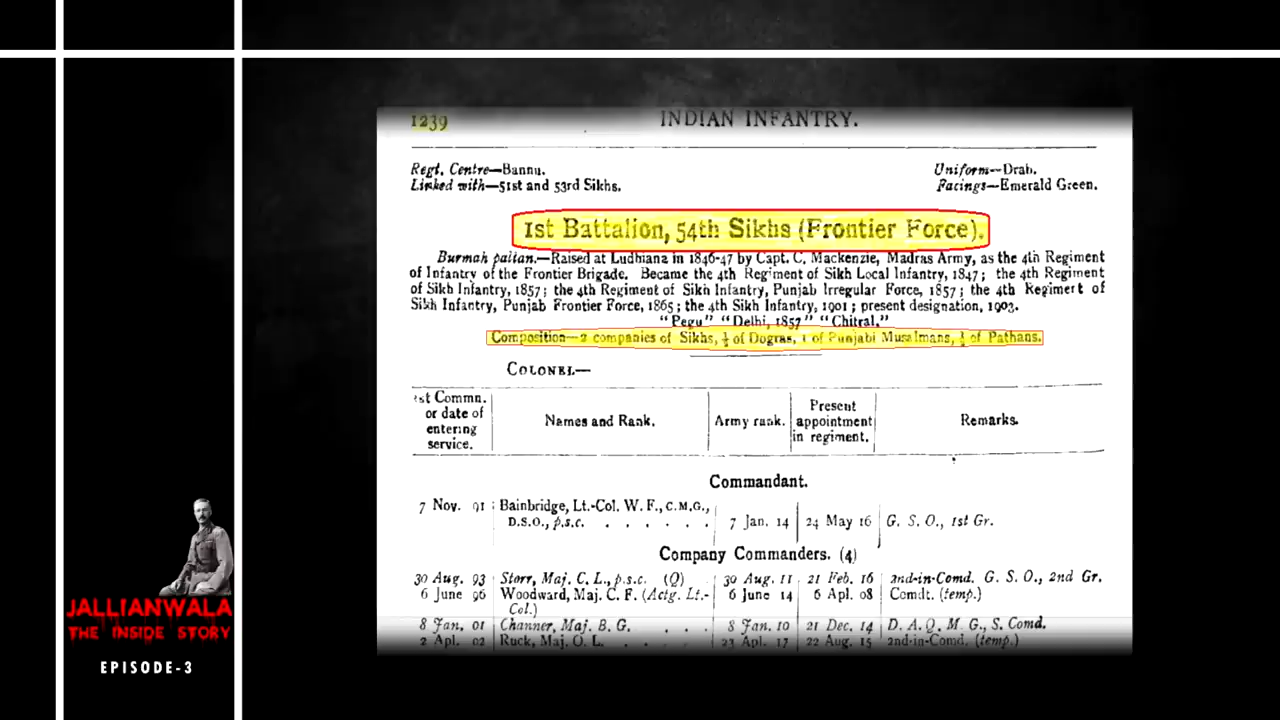 1239
INDIAN INFANTRY.
Regt. Centre—Bannu.
Uniform—Drab.
Linked with—51st and 53rd Sikhs.
Facings—Emerald Green.
1st Battalion, 54th Sikhs (Frontier Force).
Burmah paltan.—Raised at Ludhiana in 1846-47 by Capt. C. Mackenzie, Madras Army, as the 4th Regiment
of Infantry of the Frontier Brigade. Became the 4th Regiment of Sikh Local Infantry, 1847; the 4th Regiment
of Sikh Infantry, 1857; the 4th Regiment of Sikh Infantry, Punjab Irregular Force, 1857; the 4th Regiment of
Sikh Infantry, Punjab Frontier Force, 1865; the 4th Sikh Infantry, 1901; present designation, 1903.
"Pegu" "Delhi, 1857" "Chitral."
Composition—2 companies of Sikhs, ½ of Dogras, 1 of Punjabi Musalmans, ½ of Pathans.
COLONEL—
1st Commn. or date of entering service.
Names and Rank.
Army rank.
Present appointment in regiment.
Remarks.
Commandant.
7 Nov. 91 Bainbridge, Lt.-Col. W. F., C.M.G.,
D.S.O., p.s.c. . . . . . . 7 Jan. 14 24 May 16 G. S. O., 1st Gr.
Company Commanders. (4)
30 Aug. 93 Storr, Maj. C. L., p.s.c. (Q) 30 Aug. 11 21 Feb. 16 2nd-in-Comd. G. S. O., 2nd Gr.
6 June 96 Woodward, Maj. C. F. (Actg. Lt.- 6 June 14 6 Apl. 08 Comdt. (temp.)
Col.)
8 Jan. 01 Channer, Maj. B. G. . . . 8 Jan. 10 21 Dec. 14 D. A. Q. M. G., S. Comd.
2 Apl. 02 Ruck, Maj. O. L. . . . . 23 Apl. 17 22 Aug. 15 2nd-in-Comd. (temp.)
JALLIANWALA
THE INSIDE STORY
EPISODE-3